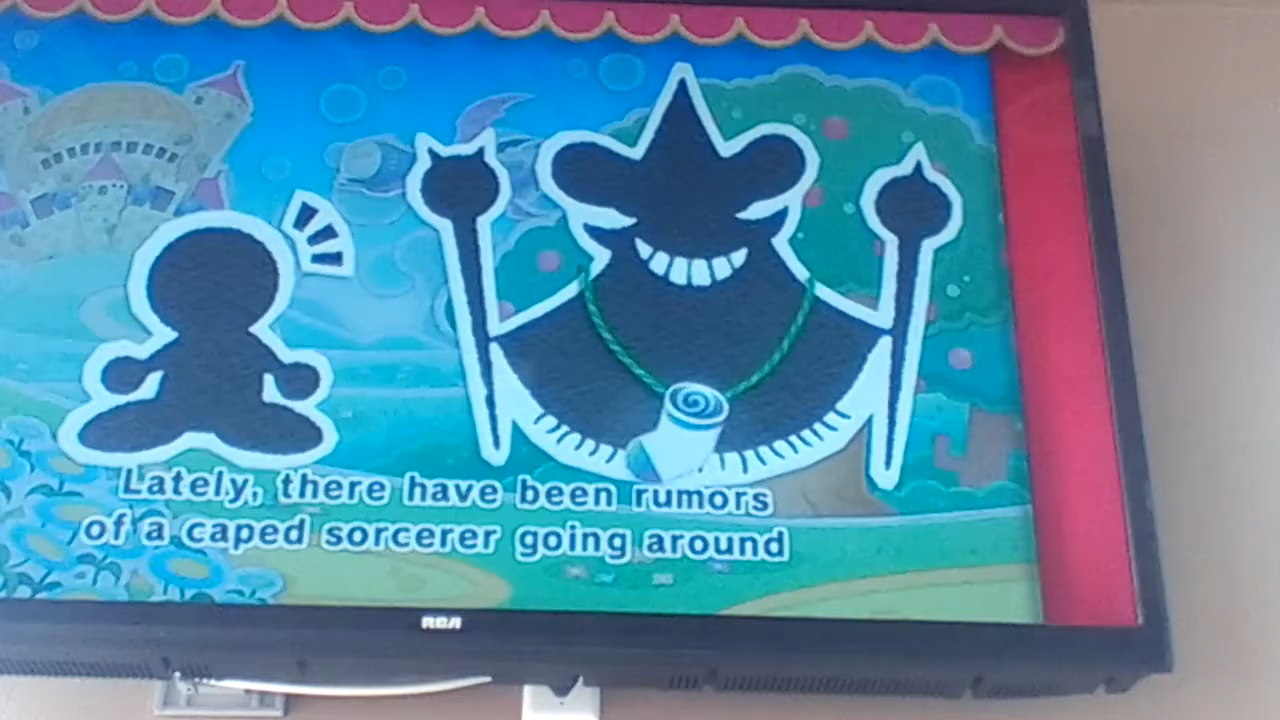 Lately, there have been rumors
of a caped sorcerer going around
RCA